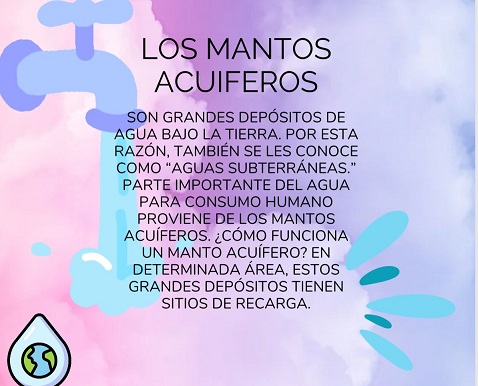 LOS MANTOS
ACUIFEROS
SON GRANDES DEPÓSITOS DE
AGUA BAJO LA TIERRA. POR ESTA
RAZÓN, TAMBIÉN SE LES CONOCE
COMO “AGUAS SUBTERRÁNEAS.”
PARTE IMPORTANTE DEL AGUA
PARA CONSUMO HUMANO
PROVIENE DE LOS MANTOS
ACUÍFEROS. ¿CÓMO FUNCIONA
UN MANTO ACUÍFERO? EN
DETERMINADA ÁREA, ESTOS
GRANDES DEPÓSITOS TIENEN
SITIOS DE RECARGA.